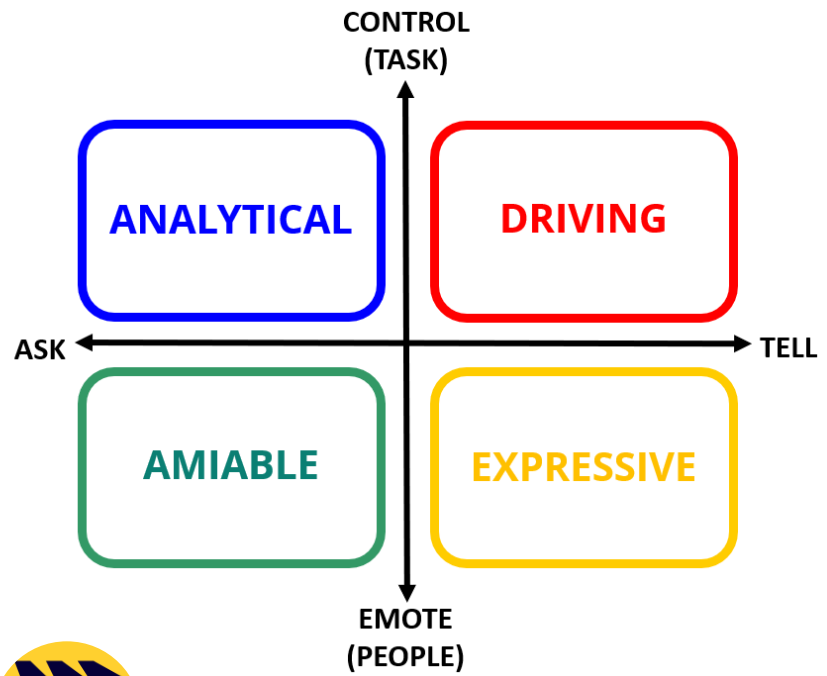 CONTROL
(TASK)
ANALYTICAL
DRIVING
ASK
TELL
AMIABLE
EXPRESSIVE
EMOTE
(PEOPLE)